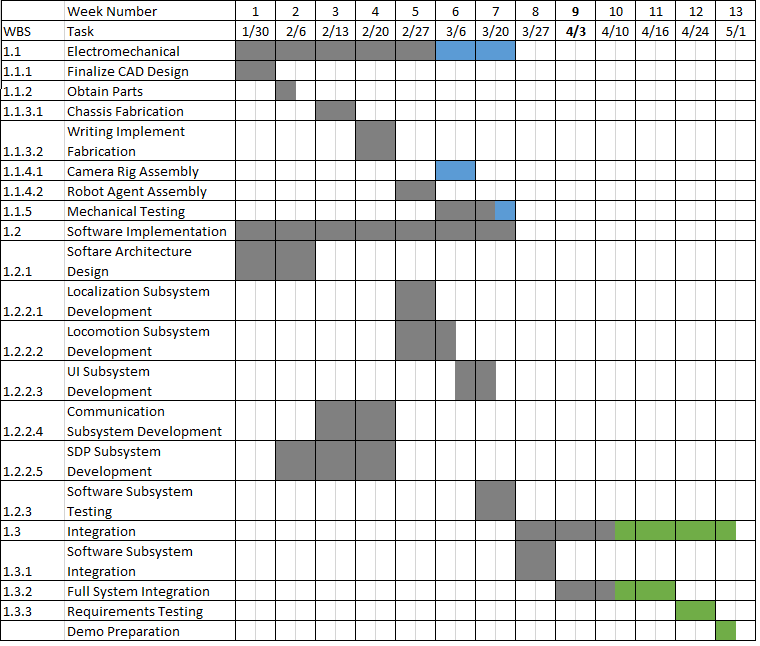 Week Number 1 2 3 4 5 6 7 8 9 10 11 12 13
WBS Task 1/30 2/6 2/13 2/20 2/27 3/6 3/20 3/27 4/3 4/10 4/16 4/24 5/1
1.1 Electromechanical
1.1.1 Finalize CAD Design
1.1.2 Obtain Parts
1.1.3.1 Chassis Fabrication
Writing Implement
1.1.3.2 Fabrication
1.1.4.1 Camera Rig Assembly
1.1.4.2 Robot Agent Assembly
1.1.5 Mechanical Testing
1.2 Software Implementation
Softare Architecture
1.2.1 Design
Localization Subsystem
1.2.2.1 Development
Locomotion Subsystem
1.2.2.2 Development
UI Subsystem
1.2.2.3 Development
Communication
1.2.2.4 Subsystem Development
SDP Subsystem
1.2.2.5 Development
Software Subsystem
1.2.3 Testing
1.3 Integration
Software Subsystem
1.3.1 Integration
1.3.2 Full System Integration
1.3.3 Requirements Testing
Demo Preparation